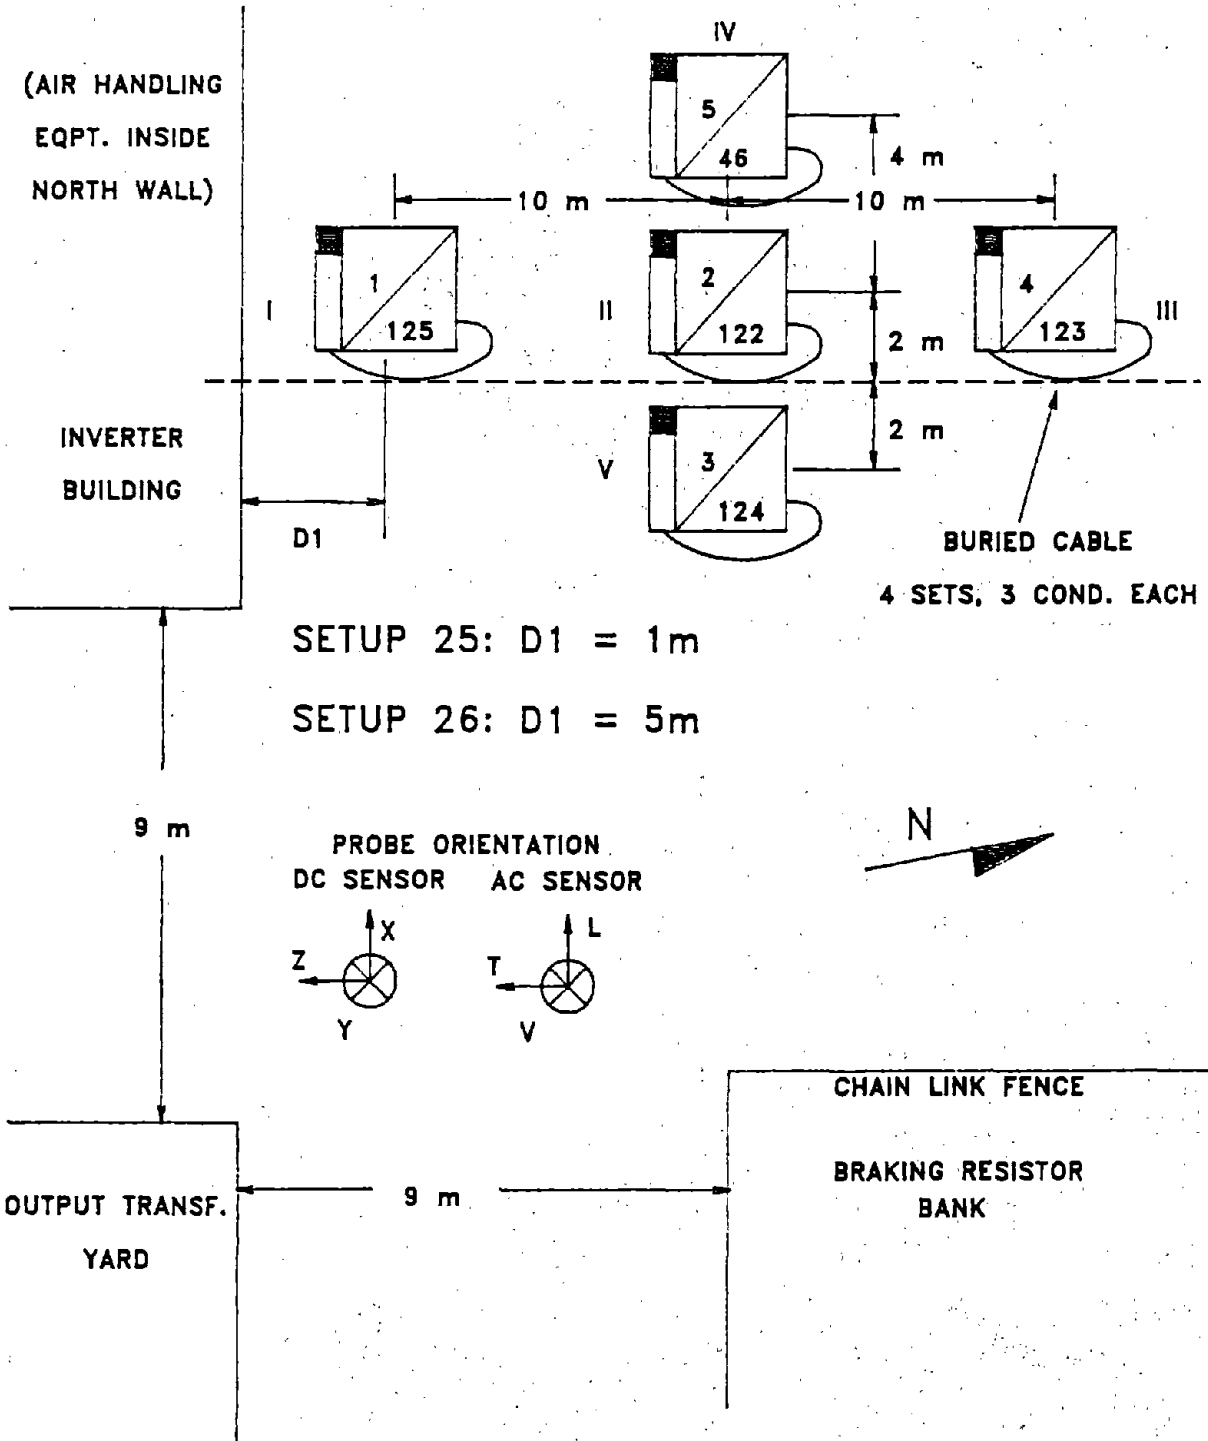 (AIR HANDLING
EQPT. INSIDE
NORTH WALL)
IV
5
46
4 m
10 m
10 m
I
1
125
II
2
122
2 m
4
123
III
INVERTER
BUILDING
D1
V
3
124
2 m
BURIED CABLE
4 SETS, 3 COND. EACH
SETUP 25: D1 = 1m
SETUP 26: D1 = 5m
9 m
N
PROBE ORIENTATION
DC SENSOR AC SENSOR
X
Z
Y
L
T
V
CHAIN LINK FENCE
BRAKING RESISTOR
BANK
OUTPUT TRANSF.
YARD
9 m